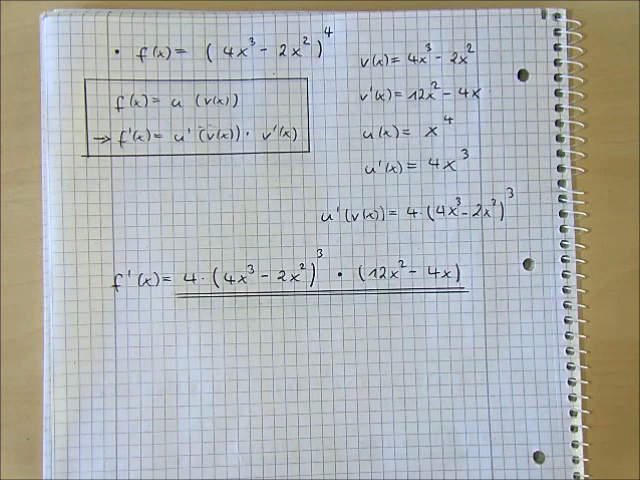 • f(x) = (4x³ - 2x²)⁴
f(x) = u (v(x))
→ f'(x) = u' (v(x)) · v'(x)
v(x) = 4x³ - 2x²
v'(x) = 12x² - 4x
u(x) = x⁴
u'(x) = 4x³
u'(v(x)) = 4 · (4x³ - 2x²)³
f'(x) = 4 · (4x³ - 2x²)³ · (12x² - 4x)